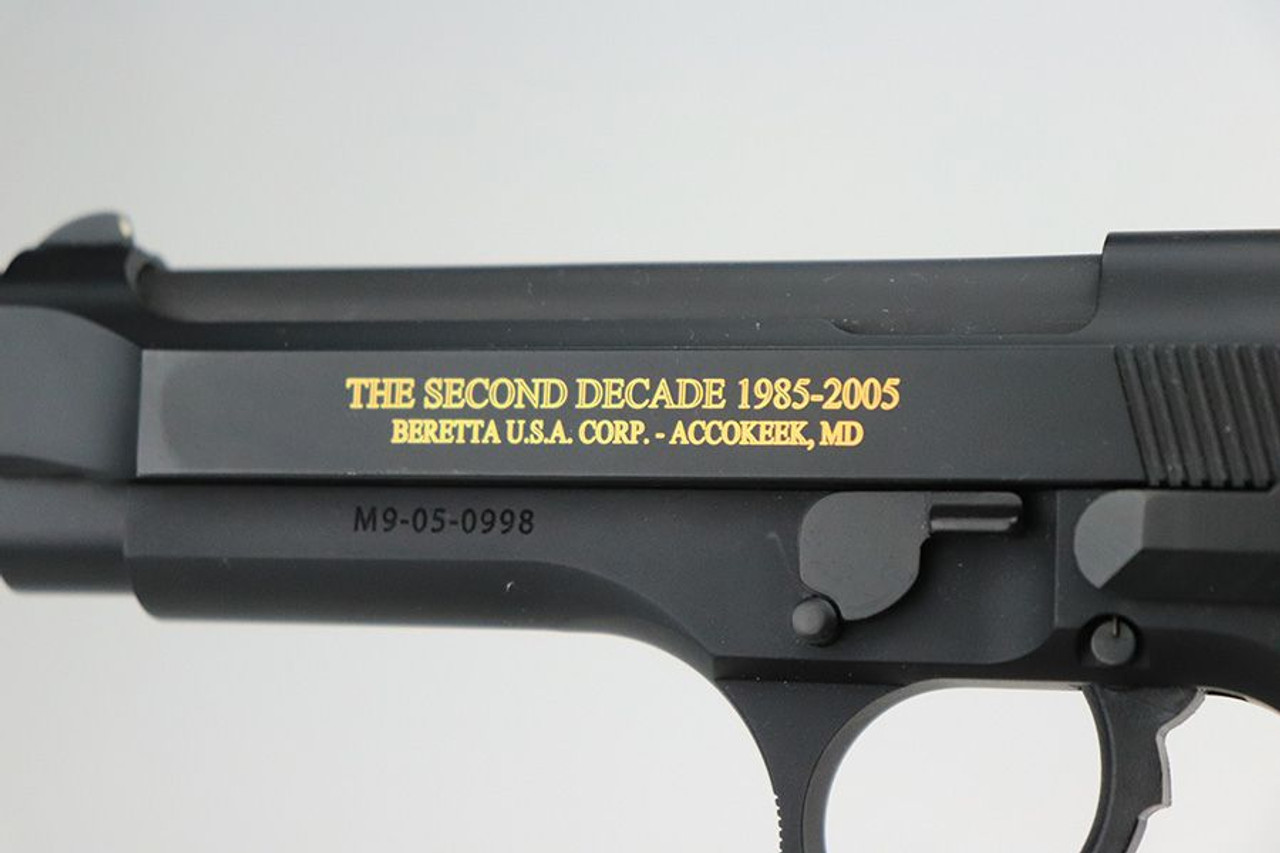 THE SECOND DECADE 1985-2005
BERETTA U.S.A. CORP. - ACCOKEEK, MD
M9-05-0998